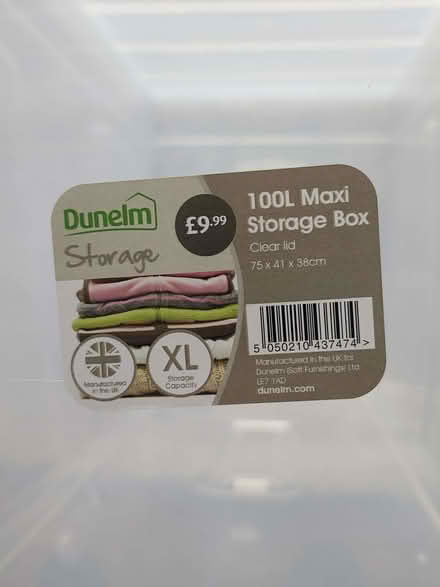 Dunelm
Storage
£9.99
100L Maxi
Storage Box
Clear lid
75 x 41 x 38cm
5 050210 437474 >
Manufactured in the UK for
Dunelm (Soft Furnishings) Ltd
LE7 1AD
dunelm.com
Manufactured
in the UK
XL
Storage
Capacity